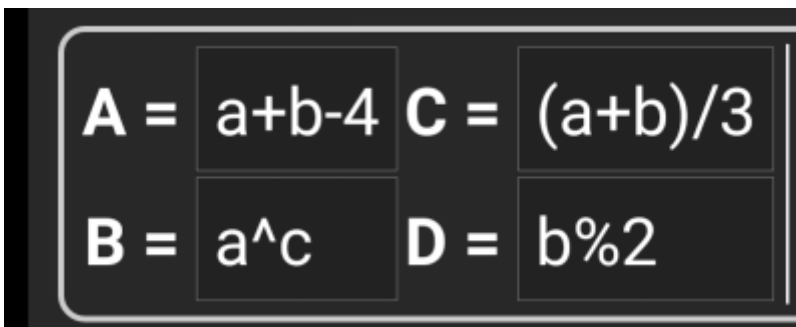 A = a+b-4 C = (a+b)/3
B = a^c D = b%2